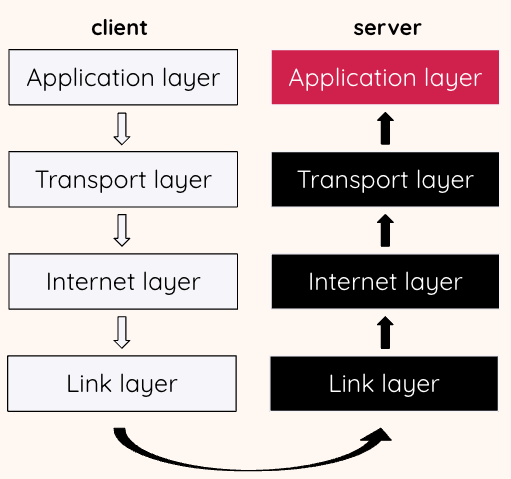 client
server
Application layer
Application layer
Transport layer
Transport layer
Internet layer
Internet layer
Link layer
Link layer